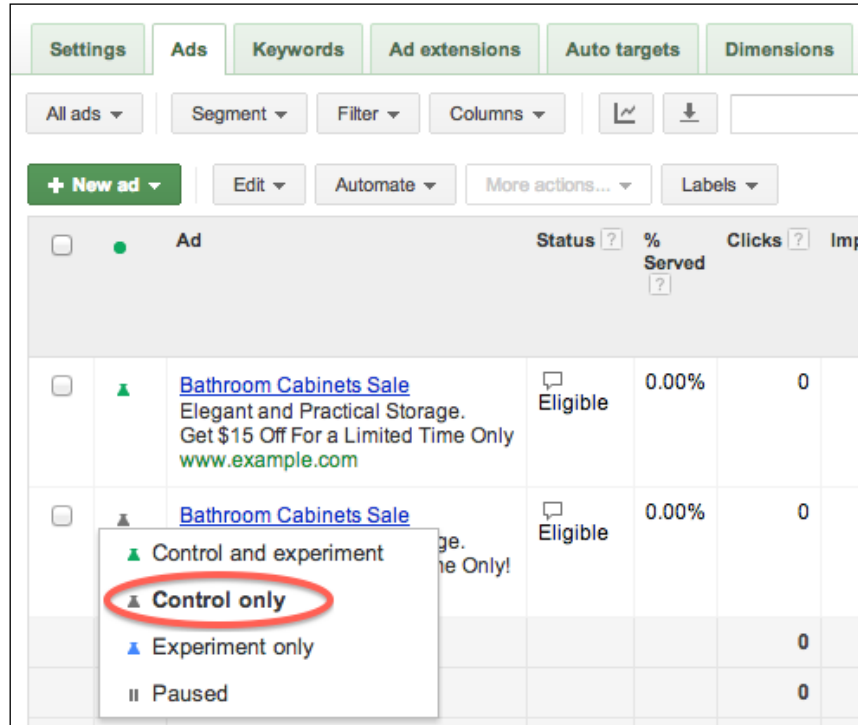 Settings Ads Keywords Ad extensions Auto targets Dimensions
All ads Segment Filter Columns
+ New ad Edit Automate More actions... Labels
Ad Status ? % Served ? Clicks ? Imp
Bathroom Cabinets Sale
Elegant and Practical Storage.
Get $15 Off For a Limited Time Only
www.example.com
Eligible
0.00%
0
Bathroom Cabinets Sale
ge.
ne Only!
Eligible
0.00%
0
Control and experiment
Control only
Experiment only
Paused
0
0